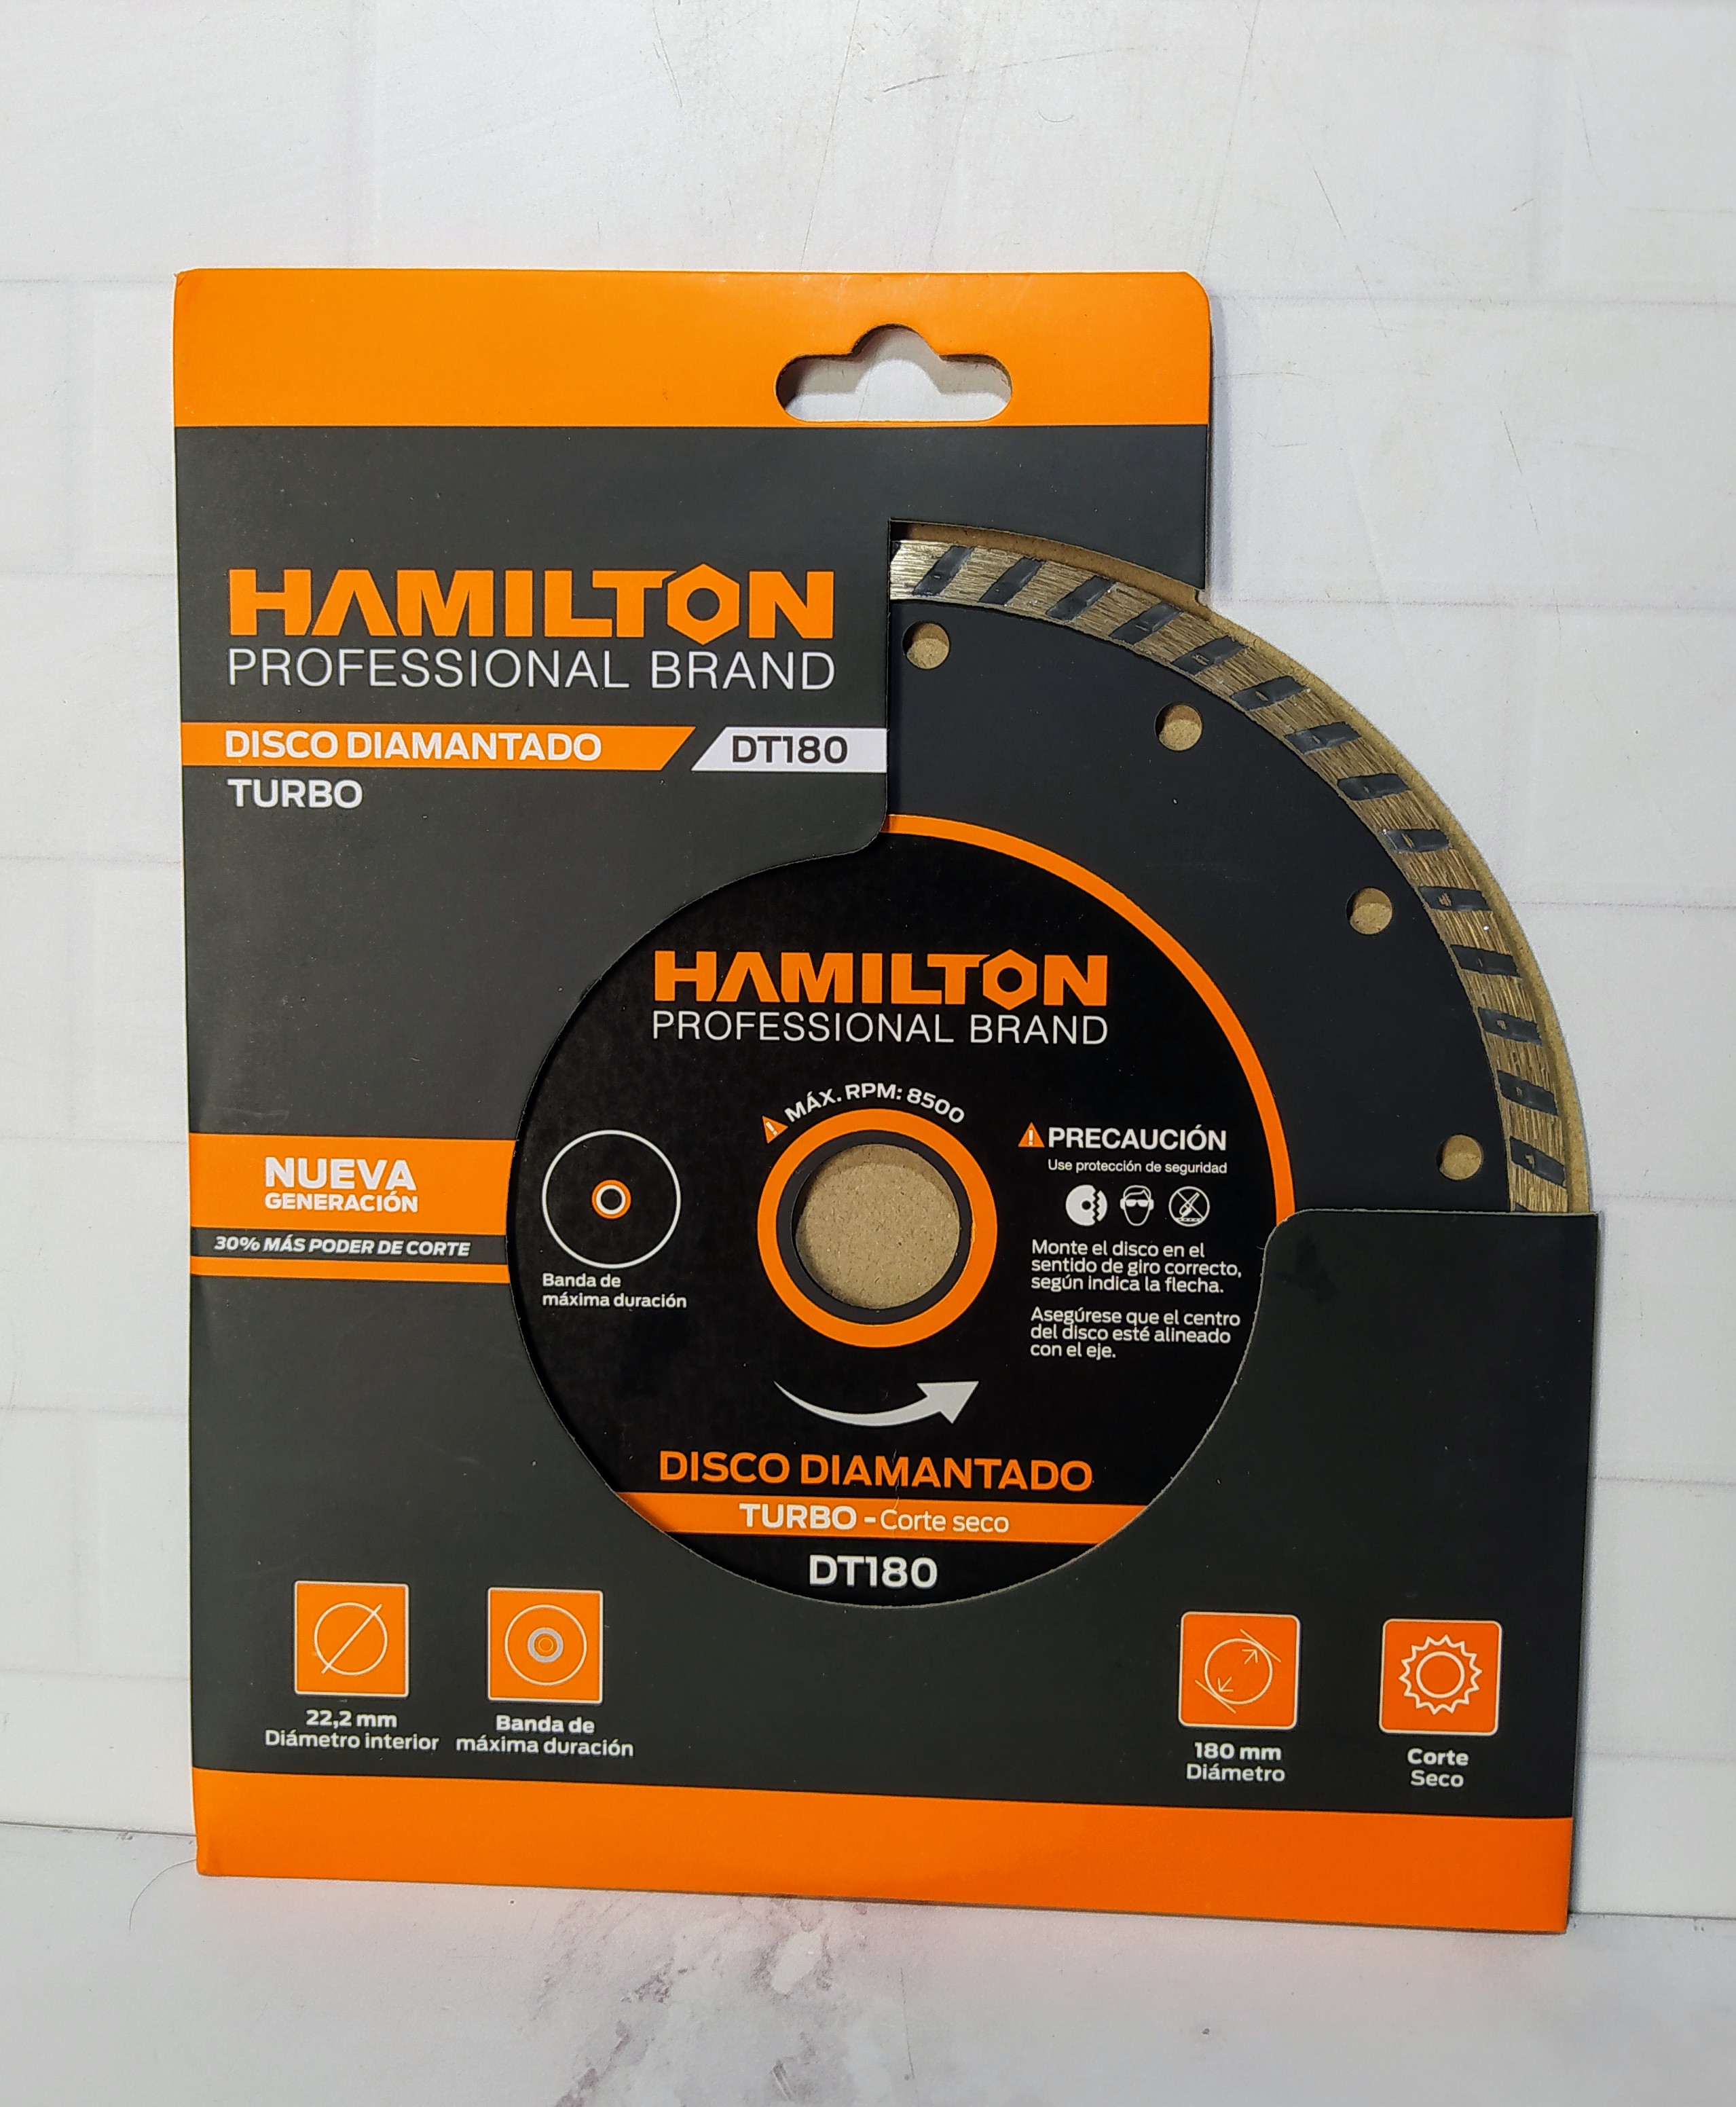 HAMILTON
PROFESSIONAL BRAND
DISCO DIAMANTADO
DT180
TURBO
HAMILTON
PROFESSIONAL BRAND
MÁX. RPM: 8500
PRECAUCIÓN
Use protección de seguridad
Monte el disco en el
sentido de giro correcto,
según indica la flecha.
Asegúrese que el centro
del disco esté alineado
con el eje.
NUEVA
GENERACIÓN
30% MÁS PODER DE CORTE
Banda de
máxima duración
DISCO DIAMANTADO
TURBO - Corte seco
DT180
22,2 mm
Diámetro interior
Banda de
máxima duración
180 mm
Diámetro
Corte
Seco